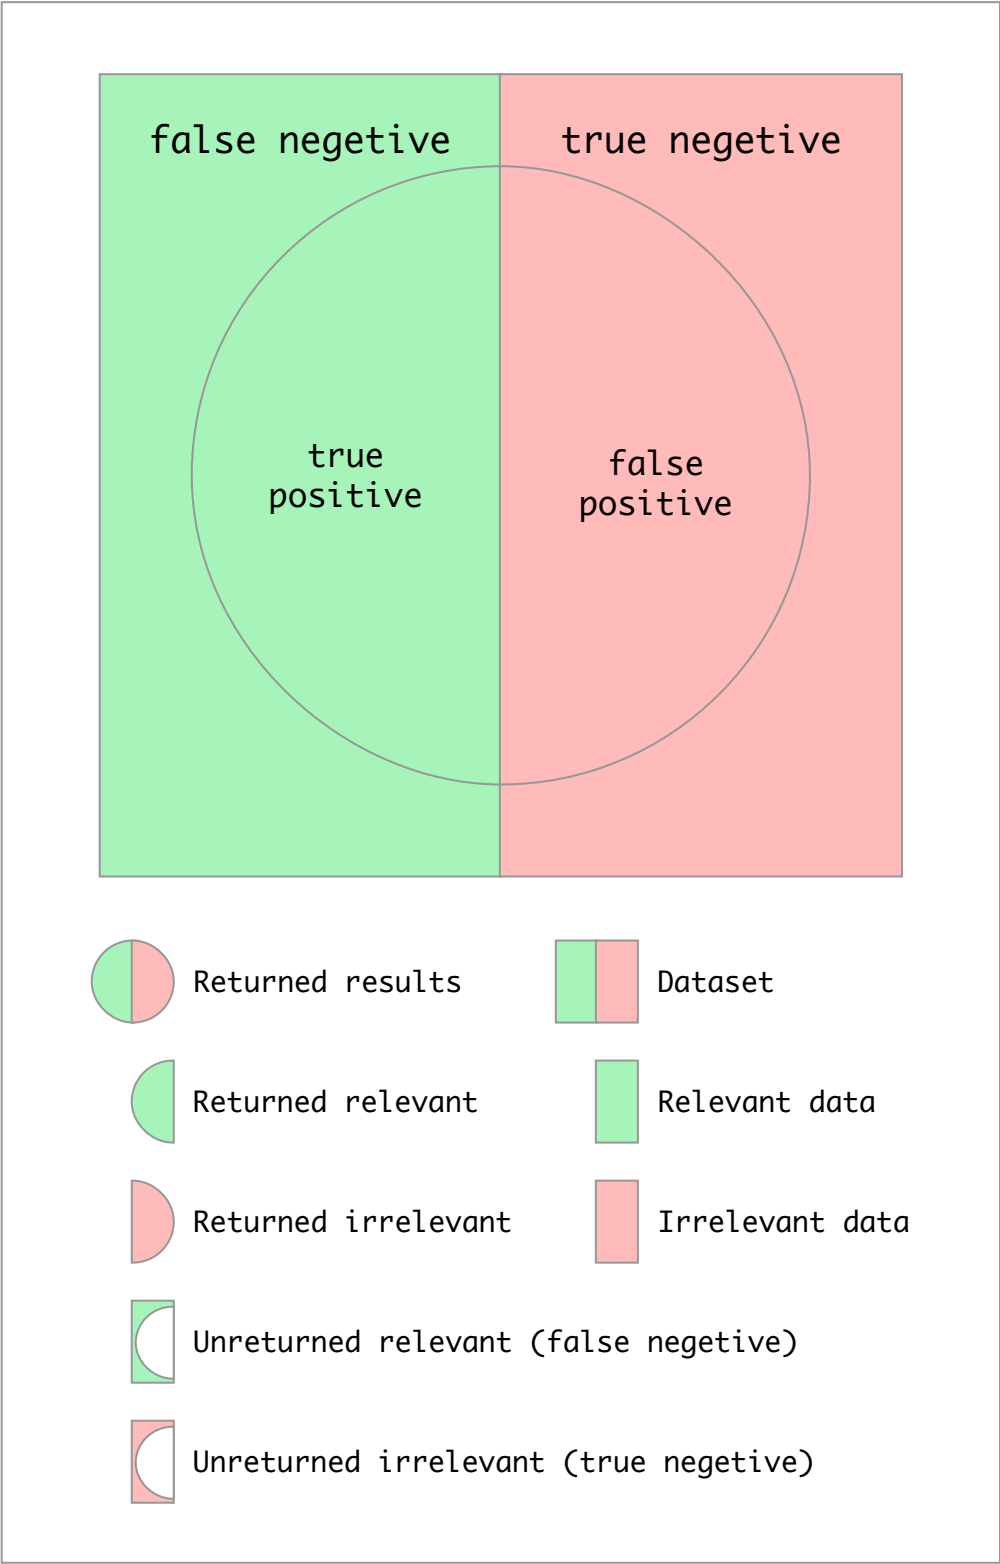 false negetive
true negetive
true
positive
false
positive
Returned results
Dataset
Returned relevant
Relevant data
Returned irrelevant
Irrelevant data
Unreturned relevant (false negetive)
Unreturned irrelevant (true negetive)